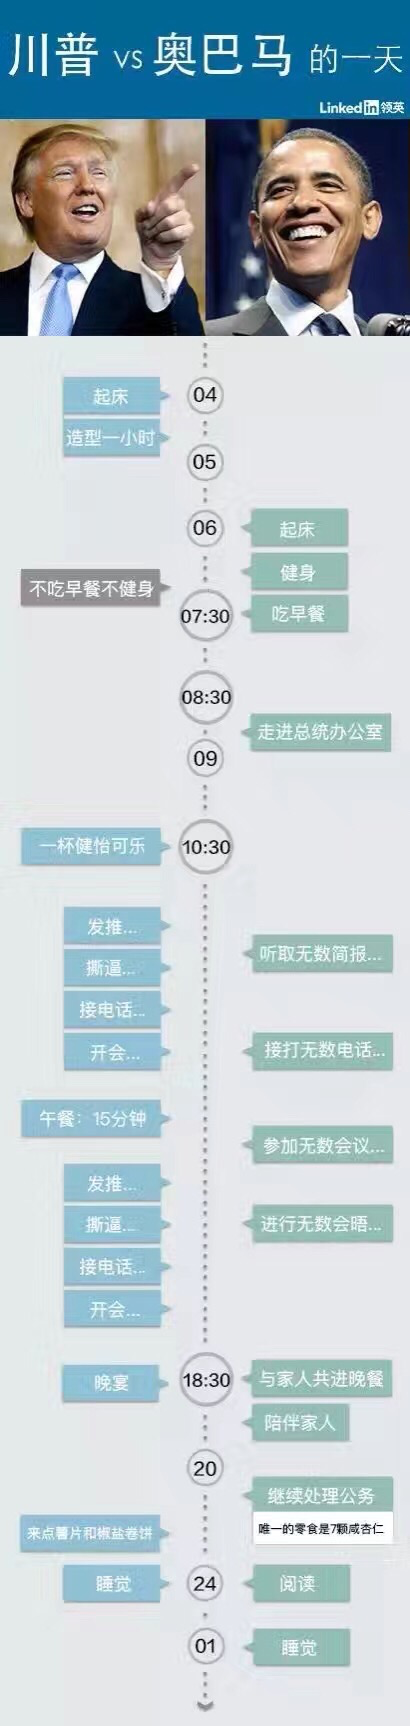 川普 VS 奥巴马 的一天
Linked in 领英
04
起床
造型一小时
05
06
起床
健身
不吃早餐不健身
07:30
吃早餐
08:30
走进总统办公室
09
一杯健怡可乐
10:30
发推...
听取无数简报...
撕逼...
接电话...
开会...
接打无数电话...
午餐：15分钟
参加无数会议...
发推...
撕逼...
进行无数会晤...
接电话...
开会...
晚宴
18:30
与家人共进晚餐
陪伴家人
20
继续处理公务
唯一的零食是7颗咸杏仁
来点薯片和椒盐卷饼
睡觉
24
阅读
01
睡觉